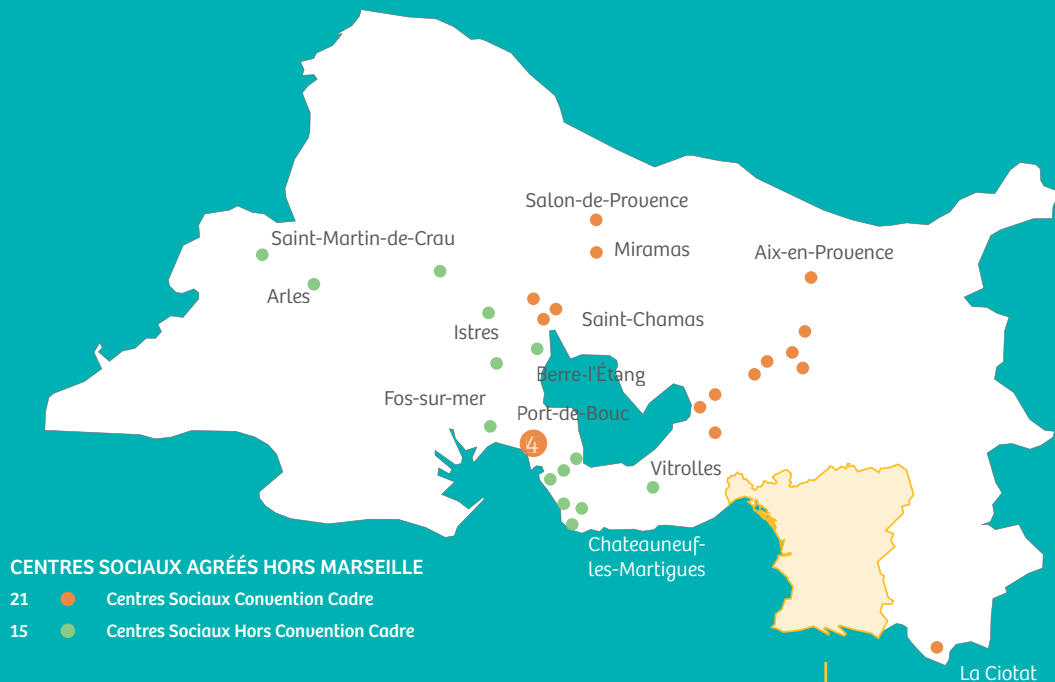 Salon-de-Provence
Saint-Martin-de-Crau
Miramas
Aix-en-Provence
Arles
Saint-Chamas
Istres
Berre-l'Étang
Fos-sur-mer
Port-de-Bouc
4
Vitrolles
Chateauneuf-
les-Martigues
CENTRES SOCIAUX AGRÉÉS HORS MARSEILLE
21 Centres Sociaux Convention Cadre
15 Centres Sociaux Hors Convention Cadre
La Ciotat